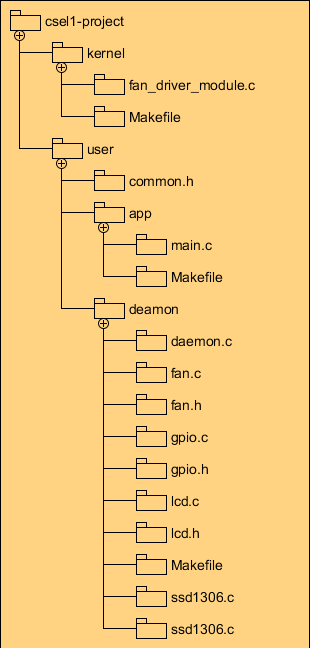 csel1-project
kernel
fan_driver_module.c
Makefile
user
common.h
app
main.c
Makefile
deamon
daemon.c
fan.c
fan.h
gpio.c
gpio.h
lcd.c
lcd.h
Makefile
ssd1306.c
ssd1306.c